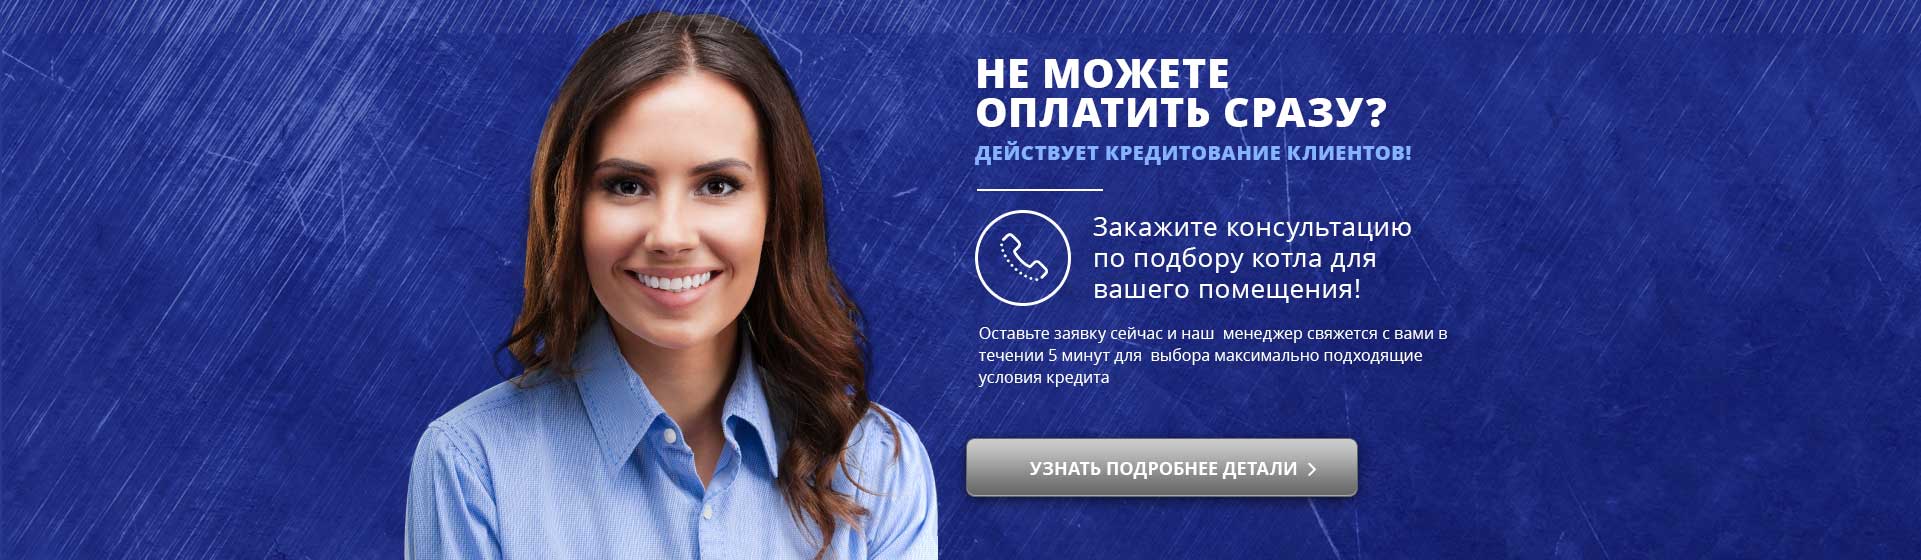 НЕ МОЖЕТЕ
ОПЛАТИТЬ СРАЗУ?
ДЕЙСТВУЕТ КРЕДИТОВАНИЕ КЛИЕНТОВ!
Закажите консультацию
по подбору котла для
вашего помещения!
Оставьте заявку сейчас и наш менеджер свяжется с вами в
течении 5 минут для выбора максимально подходящие
условия кредита
УЗНАТЬ ПОДРОБНЕЕ ДЕТАЛИ